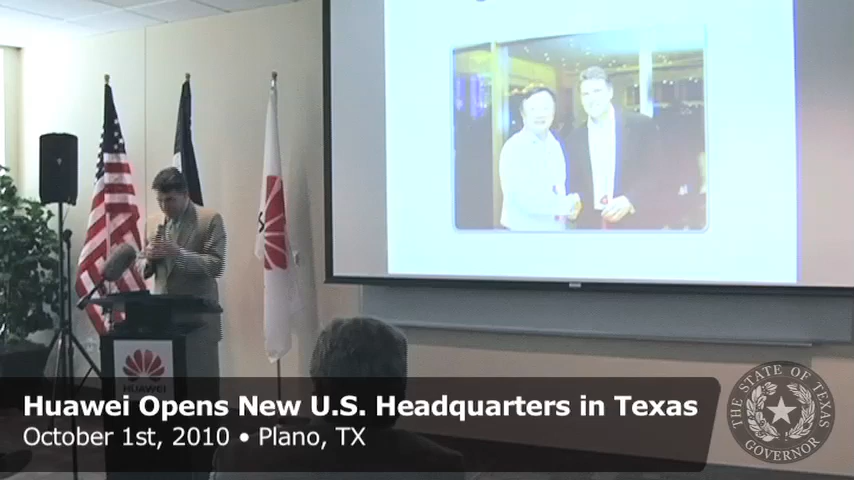 HUAWEI
Huawei Opens New U.S. Headquarters in Texas
October 1st, 2010 • Plano, TX
THE STATE OF TEXAS
GOVERNOR